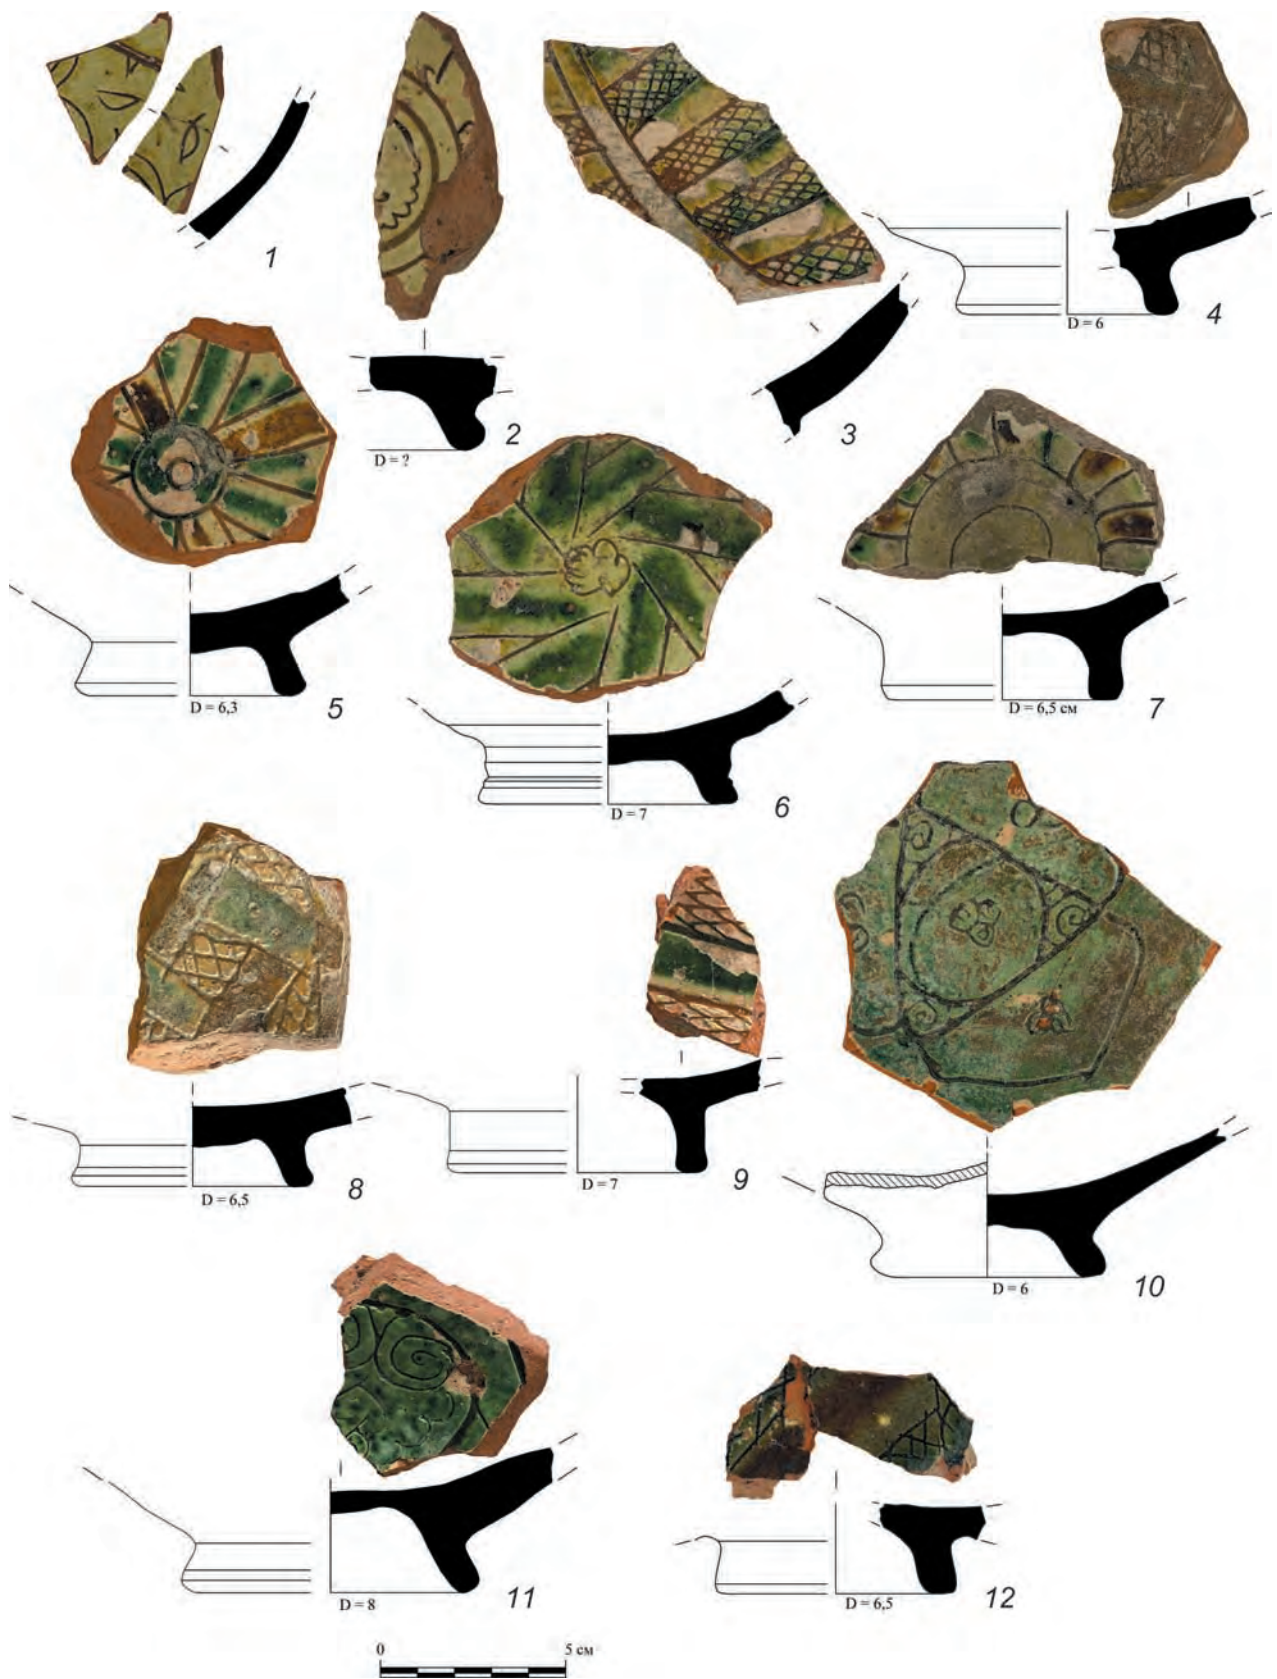 1
2
D = ?
3
4
D = 6
5
D = 6,3
6
D = 7
7
D = 6,5 см
8
D = 6,5
9
D = 7
10
D = 6
11
D = 8
12
D = 6,5
0 5 см